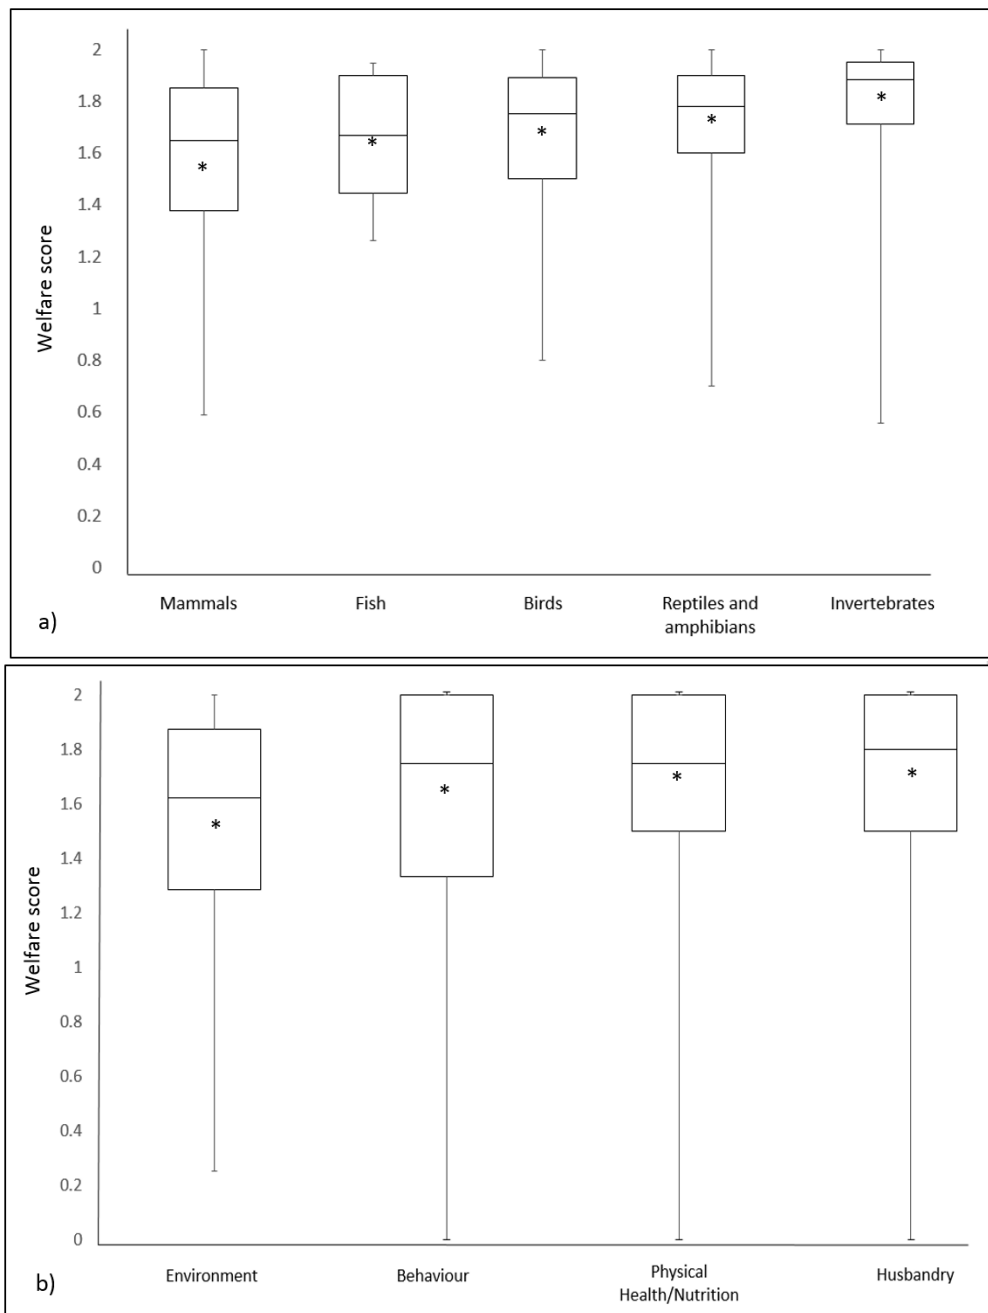 2
1.8
1.6
1.4
1.2
1
0.8
0.6
0.4
0.2
0
Welfare score
* * * * *
Mammals Fish Birds Reptiles and amphibians Invertebrates
a)
2
1.8
1.6
1.4
1.2
1
0.8
0.6
0.4
0.2
0
Welfare score
* * * *
Environment Behaviour Physical Health/Nutrition Husbandry
b)